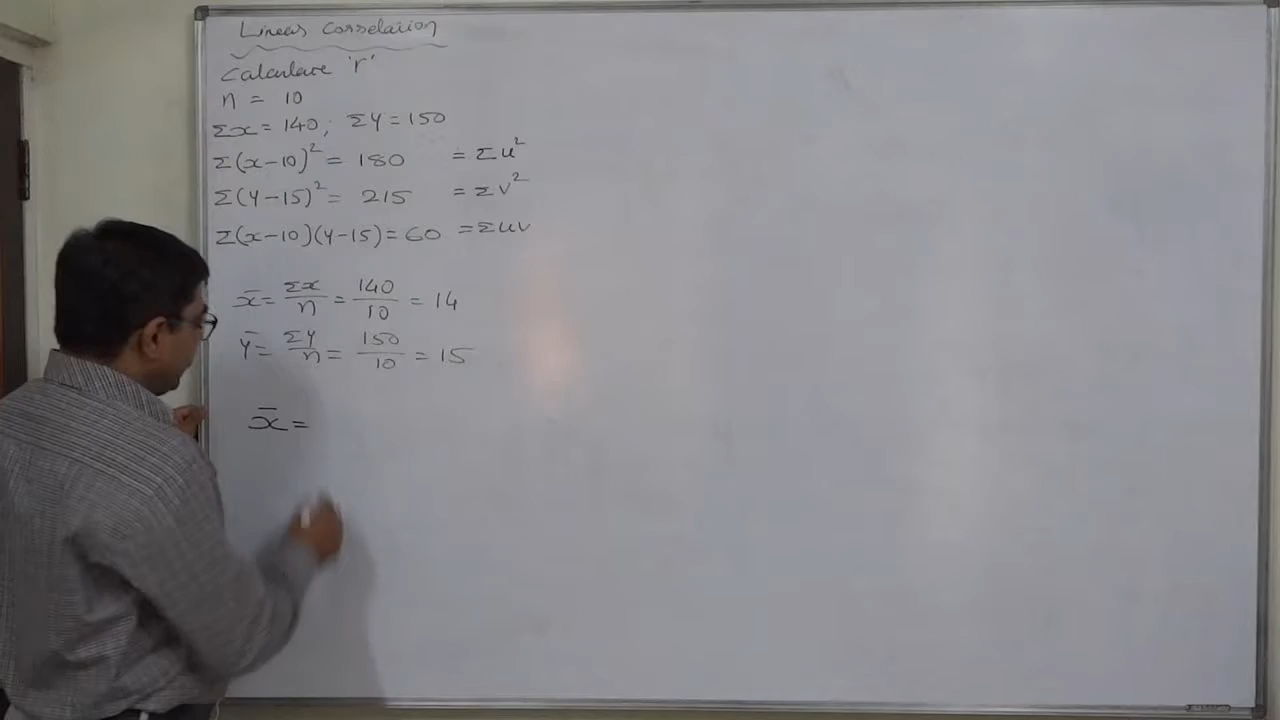 Linear Correlation
Calculate 'r'
n = 10
Σx = 140; Σy = 150
Σ(x-10)² = 180 = Σu²
Σ(y-15)² = 215 = Σv²
Σ(x-10)(y-15) = 60 = Σuv
x̄ = Σx/n = 140/10 = 14
ȳ = Σy/n = 150/10 = 15
x̄ =